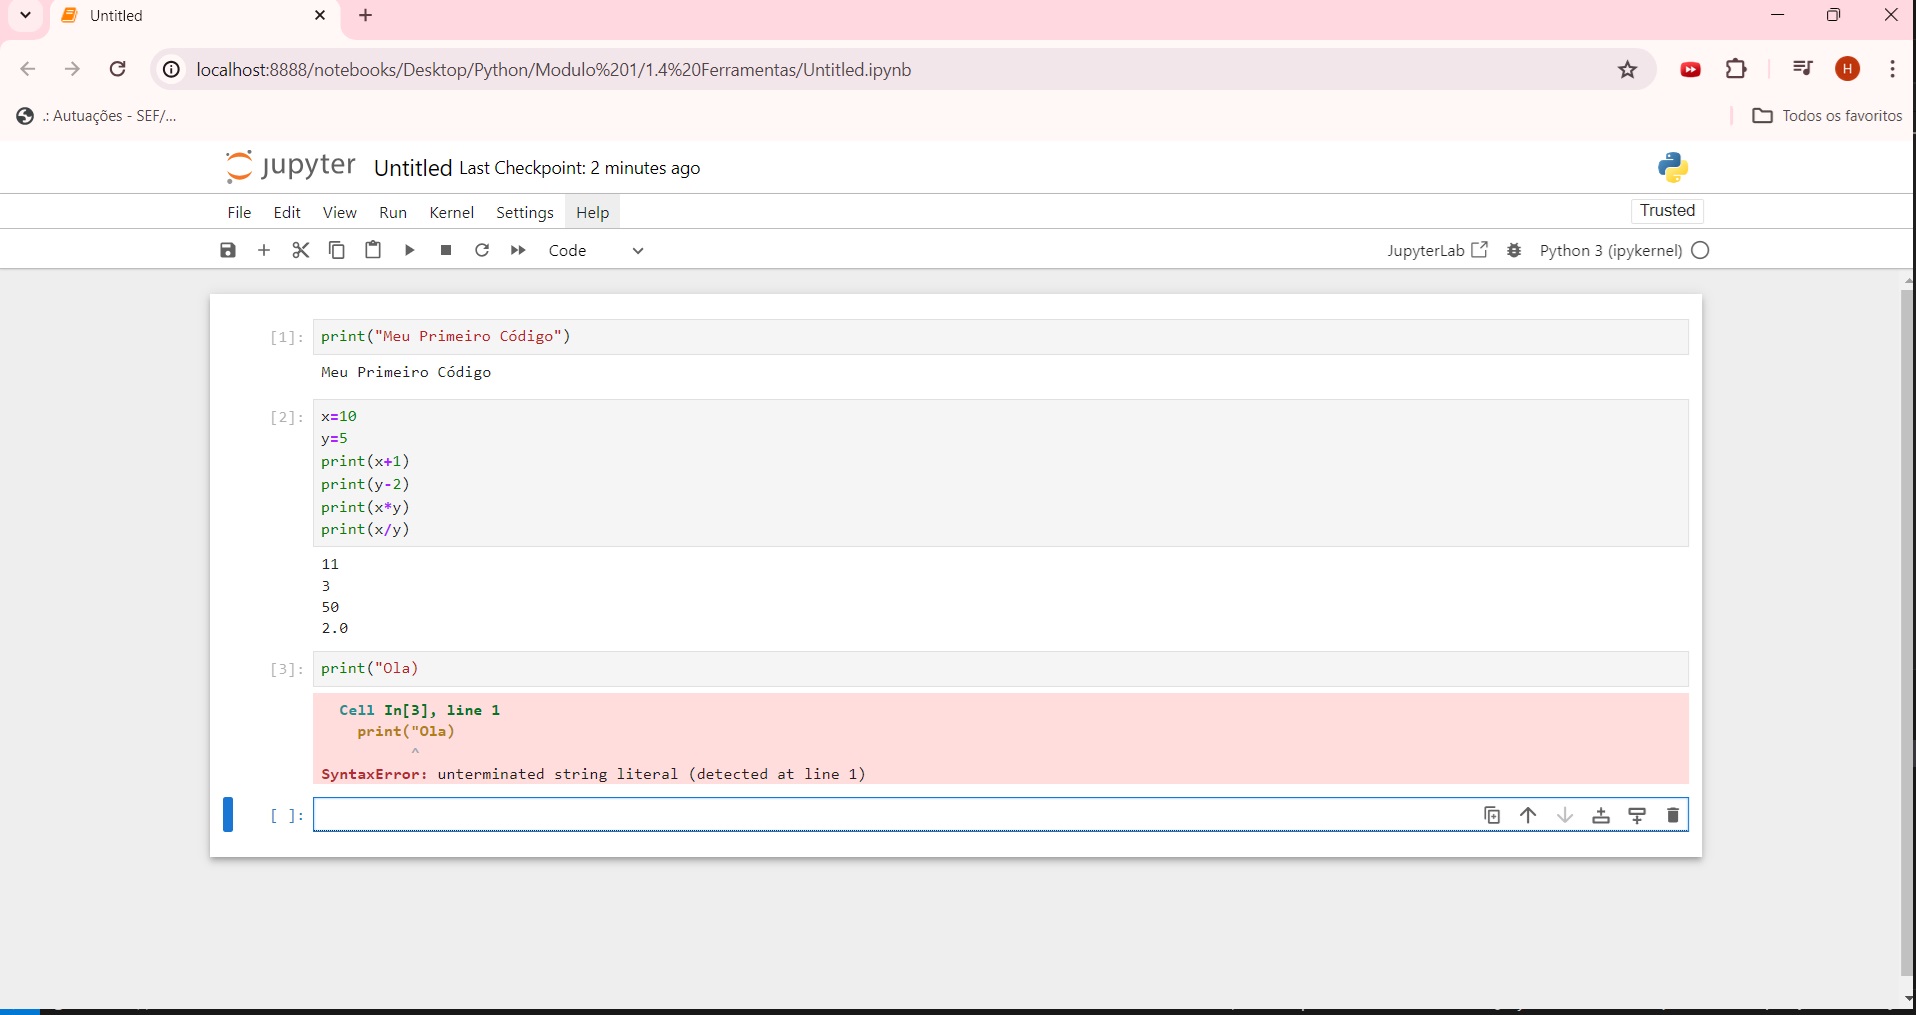 Untitled
localhost:8888/notebooks/Desktop/Python/Modulo%201/1.4%20Ferramentas/Untitled.ipynb
H
.: Autuações - SEF/...
Todos os favoritos
jupyter Untitled Last Checkpoint: 2 minutes ago
File Edit View Run Kernel Settings Help
Trusted
Code
JupyterLab Python 3 (ipykernel)
[1]: print("Meu Primeiro Código")
Meu Primeiro Código
[2]: x=10
y=5
print(x+1)
print(y-2)
print(x*y)
print(x/y)
11
3
50
2.0
[3]: print("Ola)
Cell In[3], line 1
print("Ola)
^
SyntaxError: unterminated string literal (detected at line 1)
[ ]: